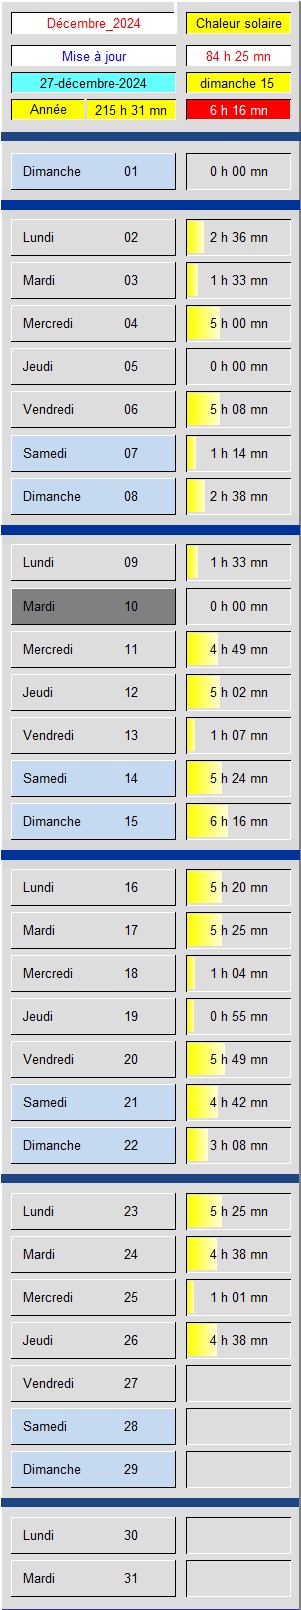 Décembre_2024 Chaleur solaire
Mise à jour 84 h 25 mn
27-décembre-2024 dimanche 15
Année 215 h 31 mn 6 h 16 mn
Dimanche 01 0 h 00 mn
Lundi 02 2 h 36 mn
Mardi 03 1 h 33 mn
Mercredi 04 5 h 00 mn
Jeudi 05 0 h 00 mn
Vendredi 06 5 h 08 mn
Samedi 07 1 h 14 mn
Dimanche 08 2 h 38 mn
Lundi 09 1 h 33 mn
Mardi 10 0 h 00 mn
Mercredi 11 4 h 49 mn
Jeudi 12 5 h 02 mn
Vendredi 13 1 h 07 mn
Samedi 14 5 h 24 mn
Dimanche 15 6 h 16 mn
Lundi 16 5 h 20 mn
Mardi 17 5 h 25 mn
Mercredi 18 1 h 04 mn
Jeudi 19 0 h 55 mn
Vendredi 20 5 h 49 mn
Samedi 21 4 h 42 mn
Dimanche 22 3 h 08 mn
Lundi 23 5 h 25 mn
Mardi 24 4 h 38 mn
Mercredi 25 1 h 01 mn
Jeudi 26 4 h 38 mn
Vendredi 27
Samedi 28
Dimanche 29
Lundi 30
Mardi 31